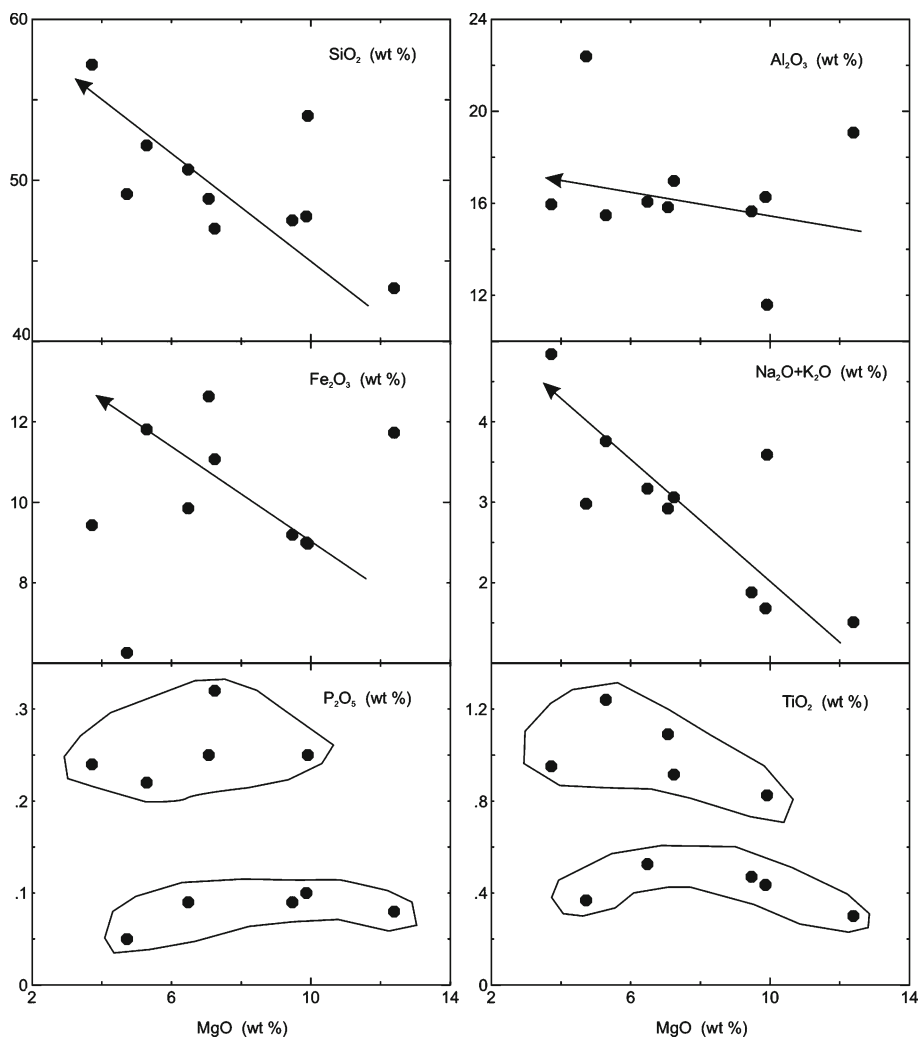 60
50
40
SiO₂ (wt %)
24
20
16
12
Al₂O₃ (wt %)
12
10
8
Fe₂O₃ (wt %)
4
3
2
Na₂O+K₂O (wt %)
.3
.2
.1
0
P₂O₅ (wt %)
2 6 10 14
MgO (wt %)
1.2
0.8
0.4
0
TiO₂ (wt %)
2 6 10 14
MgO (wt %)